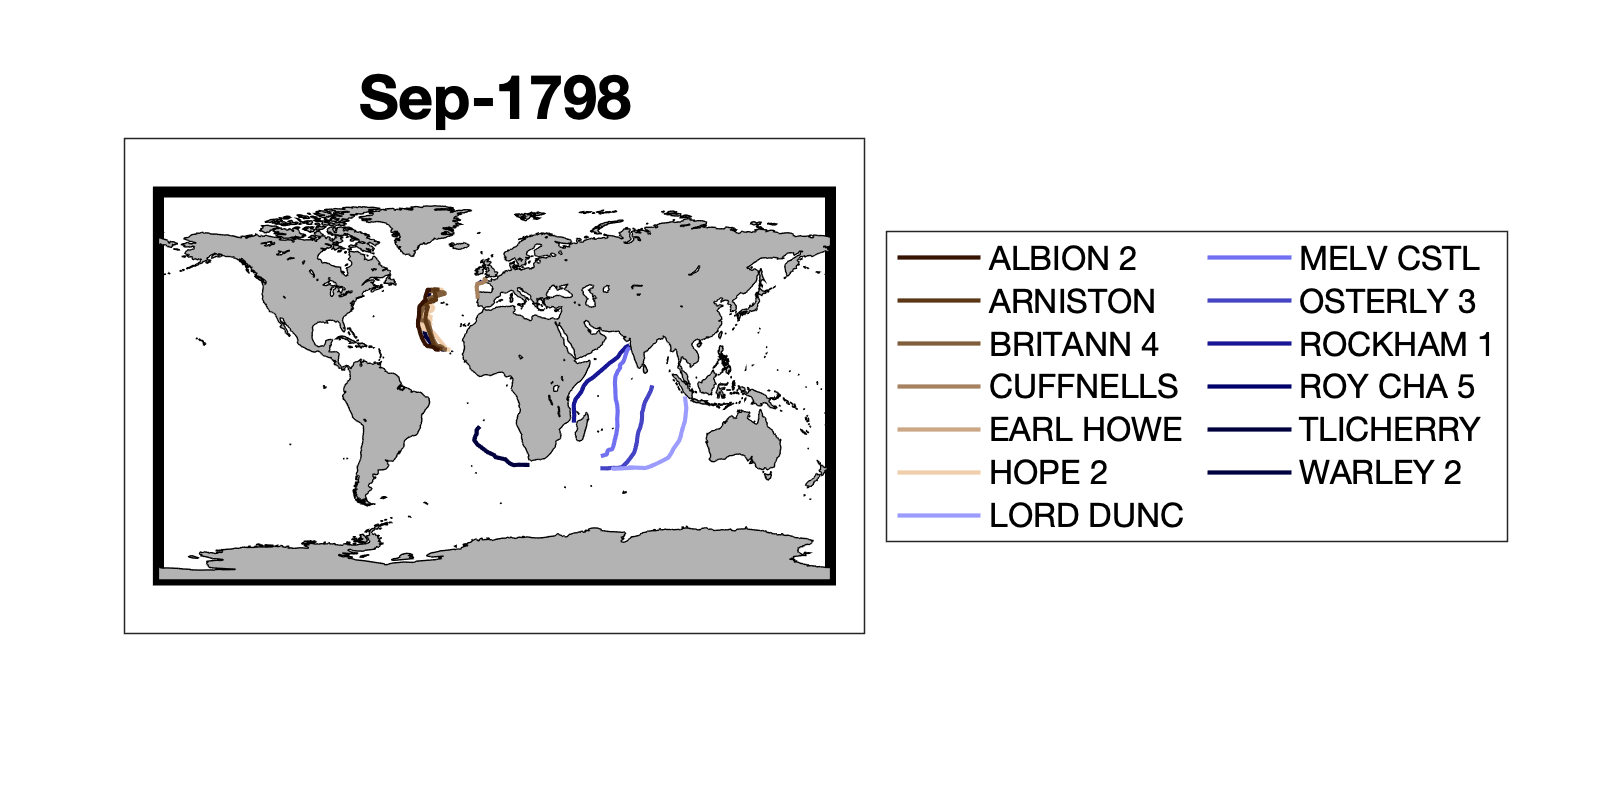 Sep-1798
ALBION 2
ARNISTON
BRITANN 4
CUFFNELLS
EARL HOWE
HOPE 2
LORD DUNC
MELV CSTL
OSTERLY 3
ROCKHAM 1
ROY CHA 5
TLICHERRY
WARLEY 2